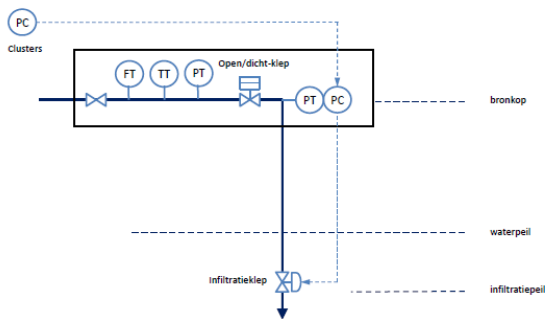 PC
Clusters
Open/dicht-klep
FT TT PT
PT PC
bronkop
waterpeil
Infiltratieklep
infiltratiepeil